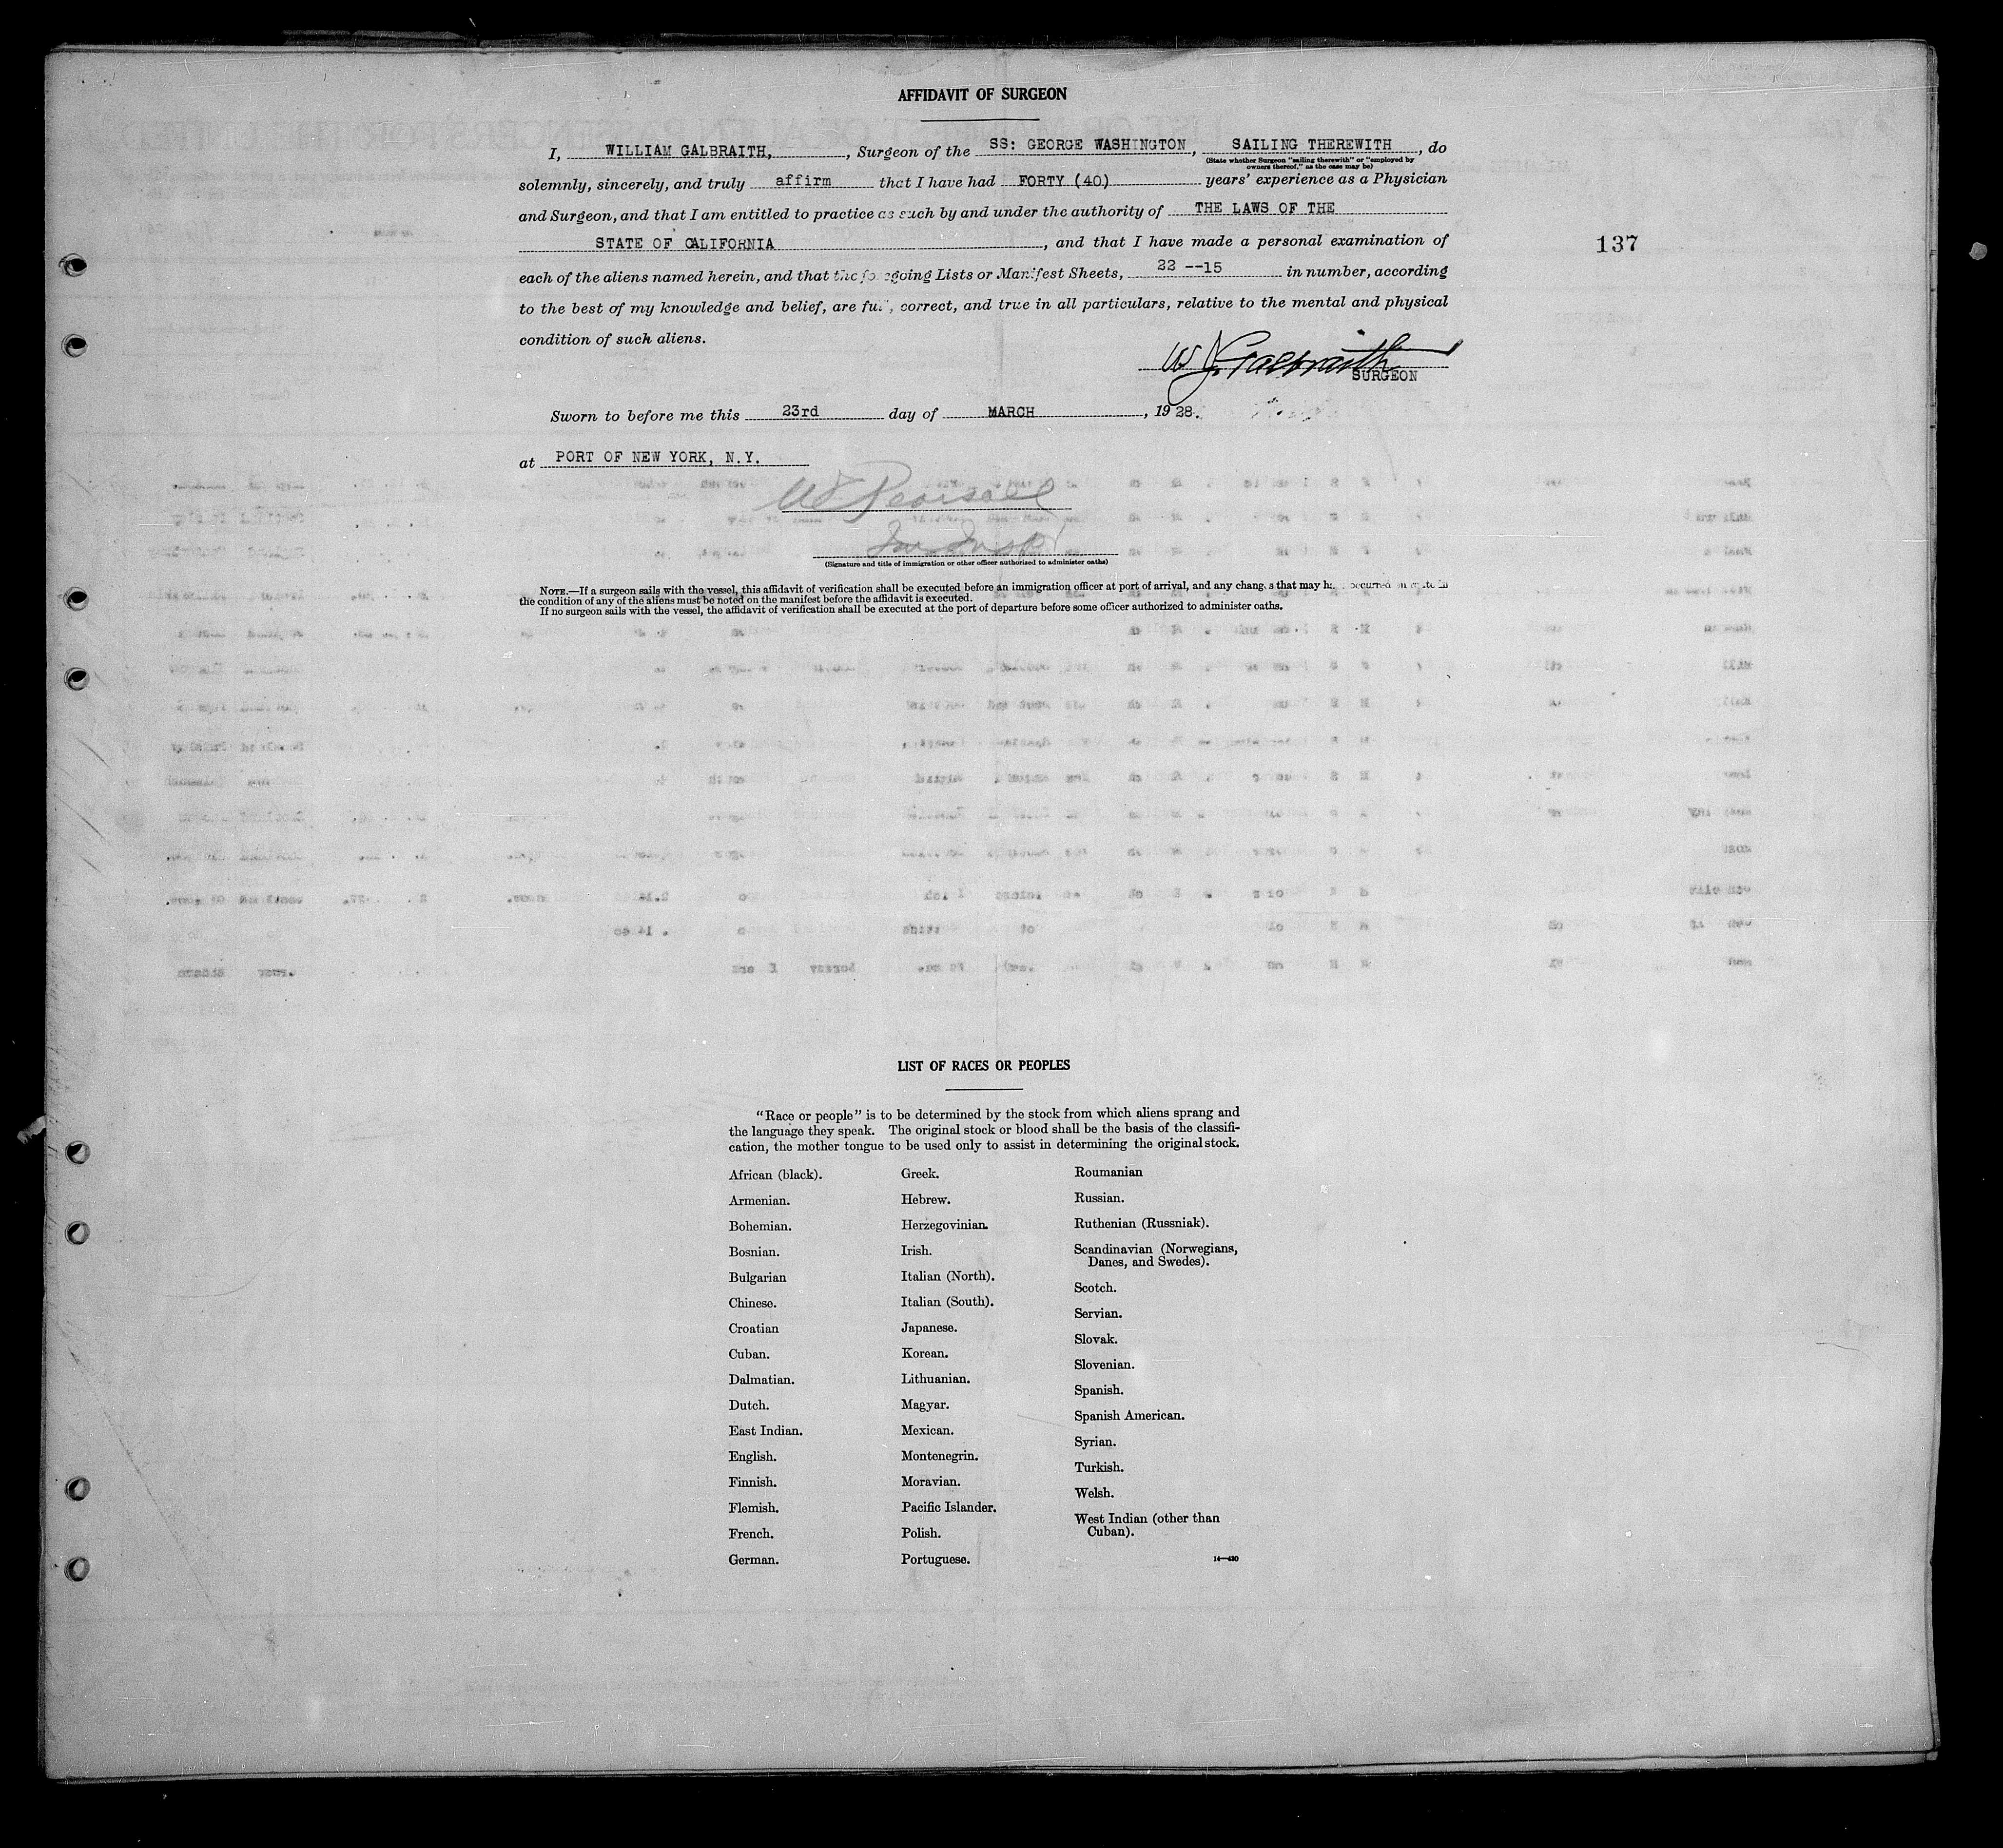 AFFIDAVIT OF SURGEON
I, WILLIAM GALBRAITH, , Surgeon of the SS: GEORGE WASHINGTON, SAILING THEREWITH, do
(State whether Surgeon "sailing therewith" or "employed by
owners thereof," as the case may be)
solemnly, sincerely, and truly affirm that I have had FORTY (40) years' experience as a Physician
and Surgeon, and that I am entitled to practice as such by and under the authority of THE LAWS OF THE
STATE OF CALIFORNIA, and that I have made a personal examination of
137
each of the aliens named herein, and that the foregoing Lists or Manifest Sheets, 22 --15 in number, according
to the best of my knowledge and belief, are full, correct, and true in all particulars, relative to the mental and physical
condition of such aliens.
W J Galbraith
SURGEON
Sworn to before me this 23rd day of MARCH, 1928.
at PORT OF NEW YORK, N.Y.
(Signature and title of immigration or other officer authorized to administer oaths)
NOTE.—If a surgeon sails with the vessel, this affidavit of verification shall be executed before an immigration officer at port of arrival, and any changes that may have occurred en route in
the condition of any of the aliens must be noted on the manifest before the affidavit is executed.
If no surgeon sails with the vessel, the affidavit of verification shall be executed at the port of departure before some officer authorized to administer oaths.
LIST OF RACES OR PEOPLES
"Race or people" is to be determined by the stock from which aliens sprang and
the language they speak. The original stock or blood shall be the basis of the classifi-
cation, the mother tongue to be used only to assist in determining the original stock.
African (black).
Armenian.
Bohemian.
Bosnian.
Bulgarian
Chinese.
Croatian
Cuban.
Dalmatian.
Dutch.
East Indian.
English.
Finnish.
Flemish.
French.
German.
Greek.
Hebrew.
Herzegovinian.
Irish.
Italian (North).
Italian (South).
Japanese.
Korean.
Lithuanian.
Magyar.
Mexican.
Montenegrin.
Moravian.
Pacific Islander.
Polish.
Portuguese.
Roumanian
Russian.
Ruthenian (Russniak).
Scandinavian (Norwegians,
Danes, and Swedes).
Scotch.
Servian.
Slovak.
Slovenian.
Spanish.
Spanish American.
Syrian.
Turkish.
Welsh.
West Indian (other than
Cuban).